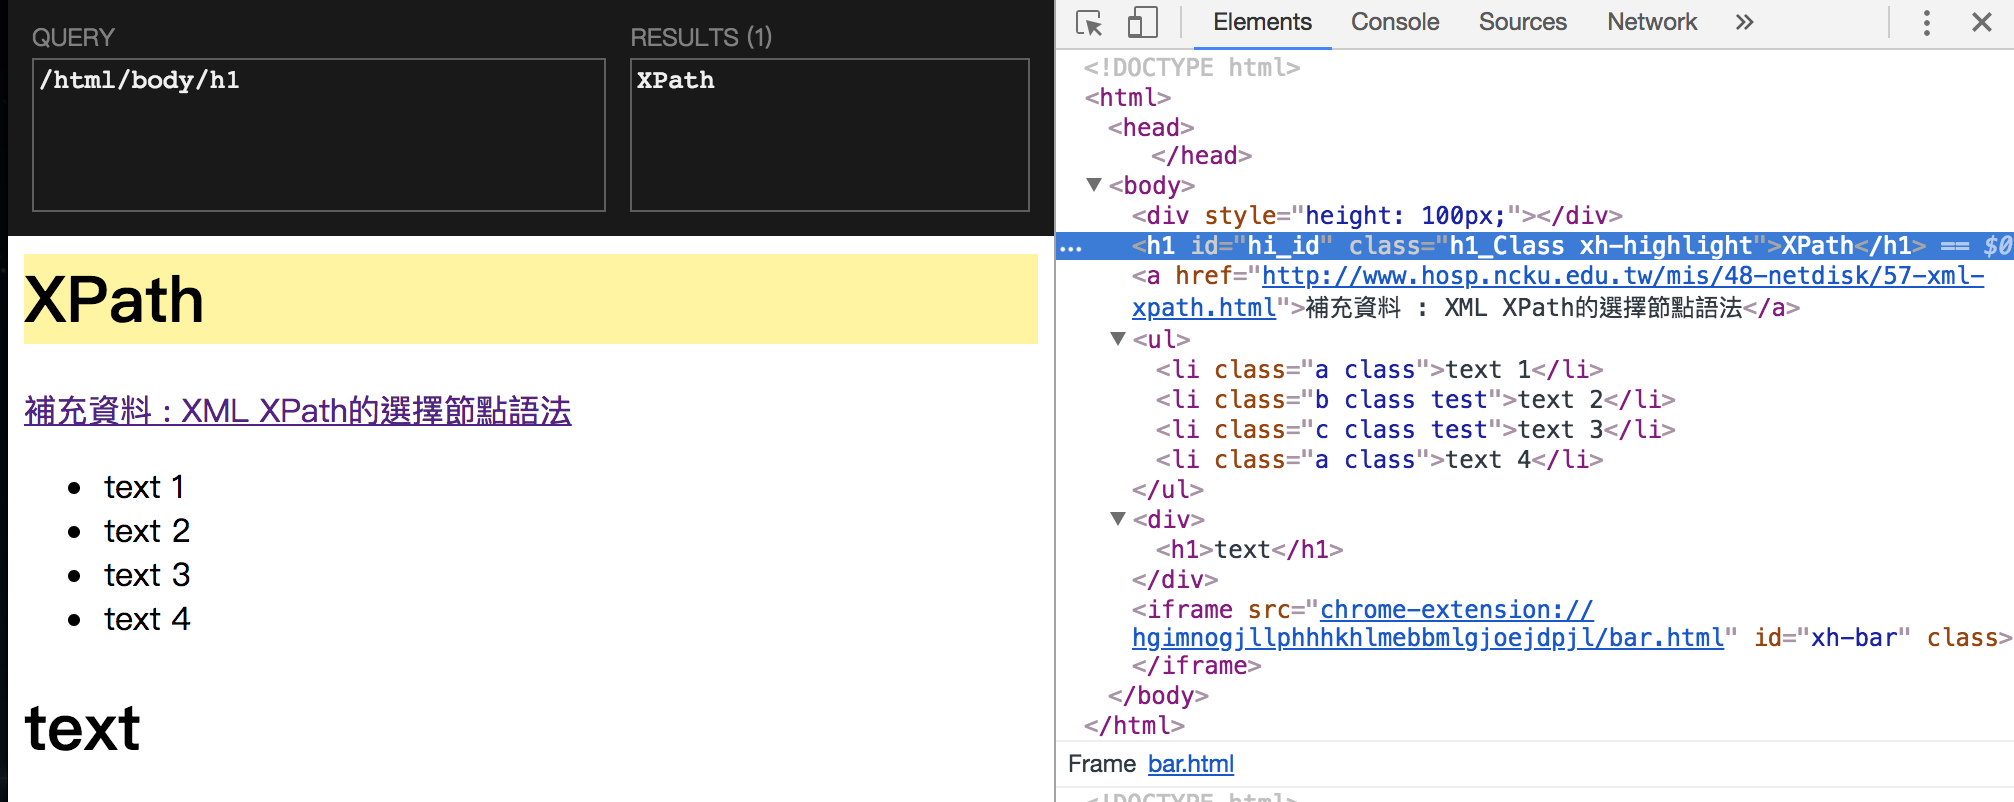 QUERY
/html/body/h1
RESULTS (1)
XPath
XPath
補充資料 : XML XPath的選擇節點語法
text 1
text 2
text 3
text 4
text
Elements Console Sources Network »
<!DOCTYPE html>
<html>
<head>
</head>
<body>
<div style="height: 100px;"></div>
... <h1 id="hi_id" class="h1_Class xh-highlight">XPath</h1> == $0
<a href="http://www.hosp.ncku.edu.tw/mis/48-netdisk/57-xml-
xpath.html">補充資料 : XML XPath的選擇節點語法</a>
<ul>
<li class="a class">text 1</li>
<li class="b class test">text 2</li>
<li class="c class test">text 3</li>
<li class="a class">text 4</li>
</ul>
<div>
<h1>text</h1>
</div>
<iframe src="chrome-extension://
hgimnogjllphhhkhlmebbmlgjoejdpjl/bar.html" id="xh-bar" class>
</iframe>
</body>
</html>
Frame bar.html
<!DOCTYPE html>